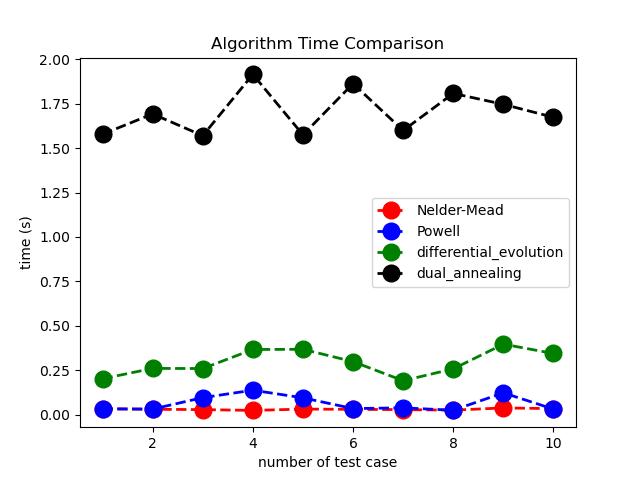 Algorithm Time Comparison
2.00
1.75
1.50
1.25
1.00
0.75
0.50
0.25
0.00
time (s)
Nelder-Mead
Powell
differential_evolution
dual_annealing
2 4 6 8 10
number of test case